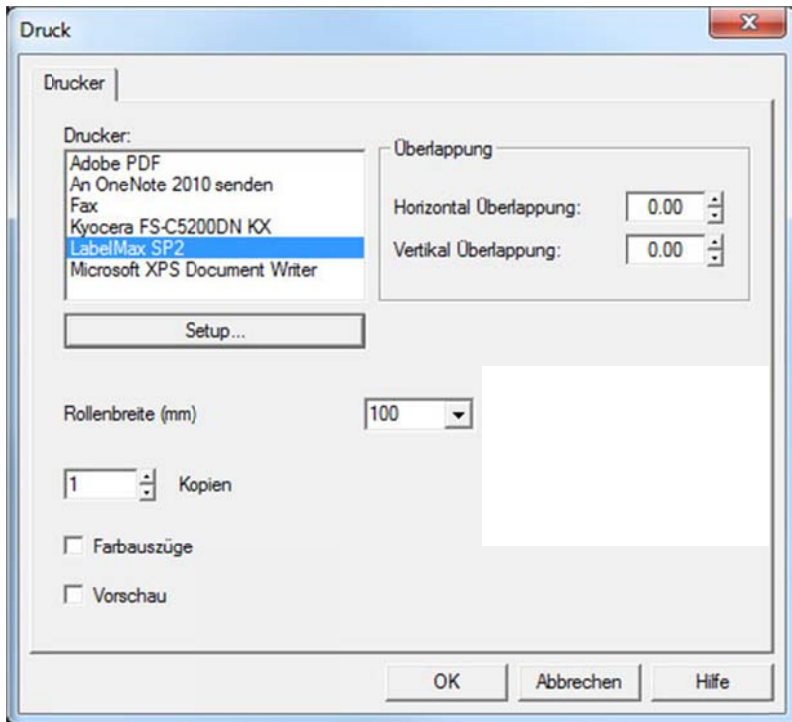 Druck
Drucker
Drucker:
Adobe PDF
An OneNote 2010 senden
Fax
Kyocera FS-C5200DN KX
LabelMax SP2
Microsoft XPS Document Writer
Setup...
Überlappung
Horizontal Überlappung: 0.00
Vertikal Überlappung: 0.00
Rollenbreite (mm) 100
1 Kopien
Farbauszüge
Vorschau
OK Abbrechen Hilfe